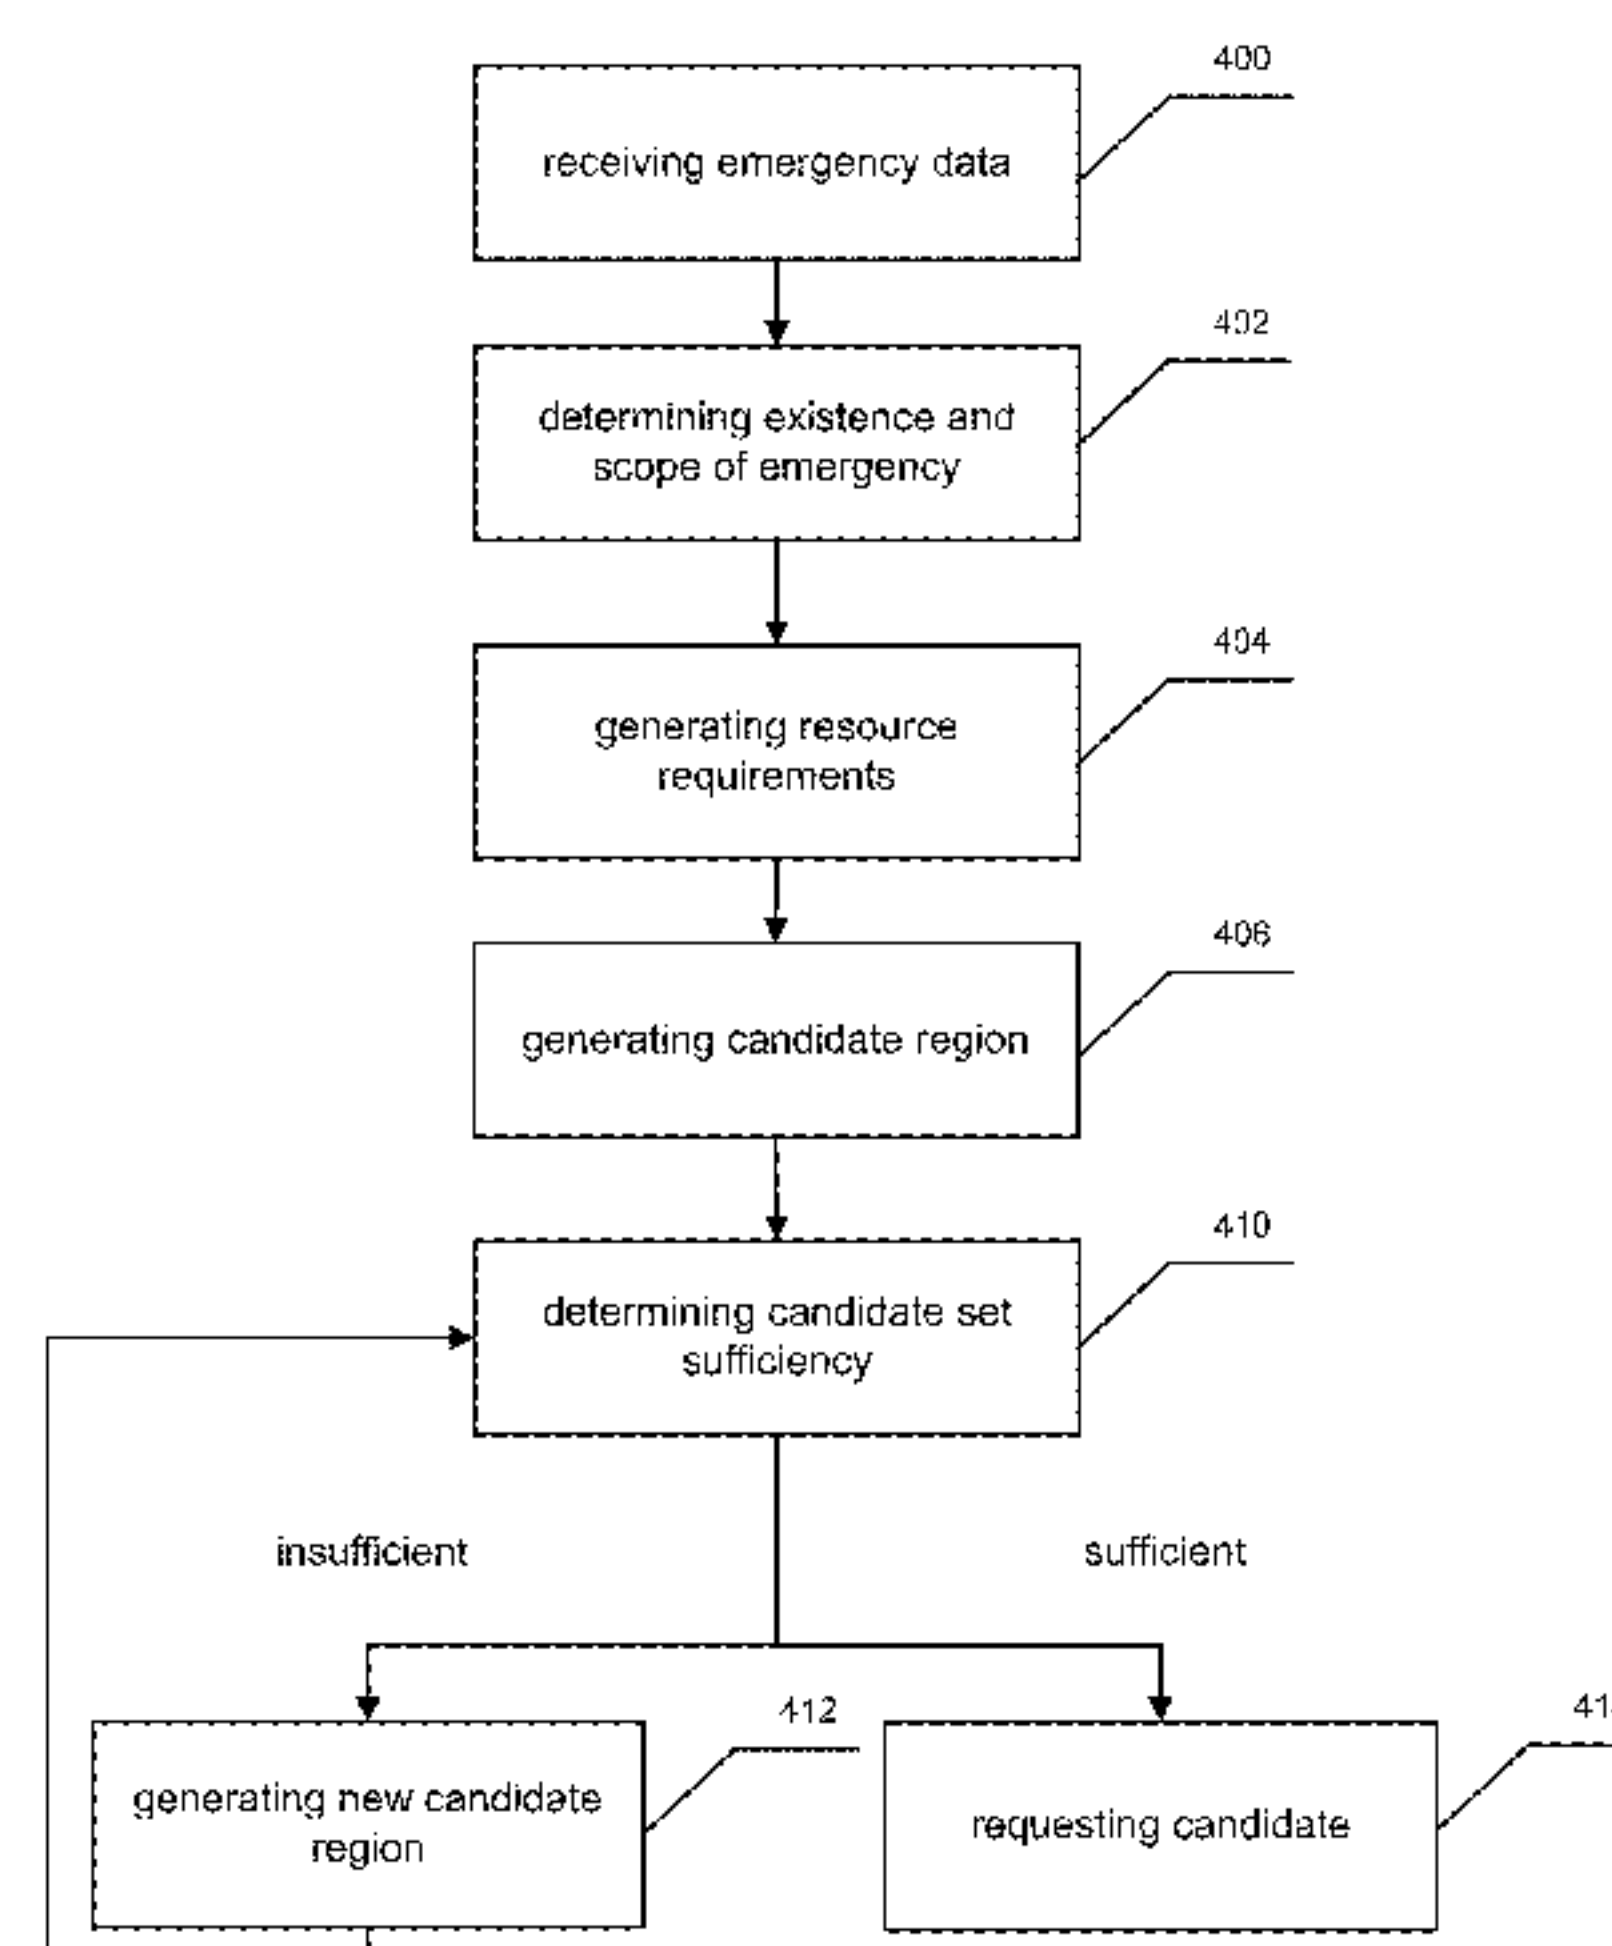 400
receiving emergency data
402
determining existence and
scope of emergency
404
generating resource
requirements
406
generating candidate region
410
determining candidate set
sufficiency
insufficient
sufficient
412
generating new candidate
region
requesting candidate